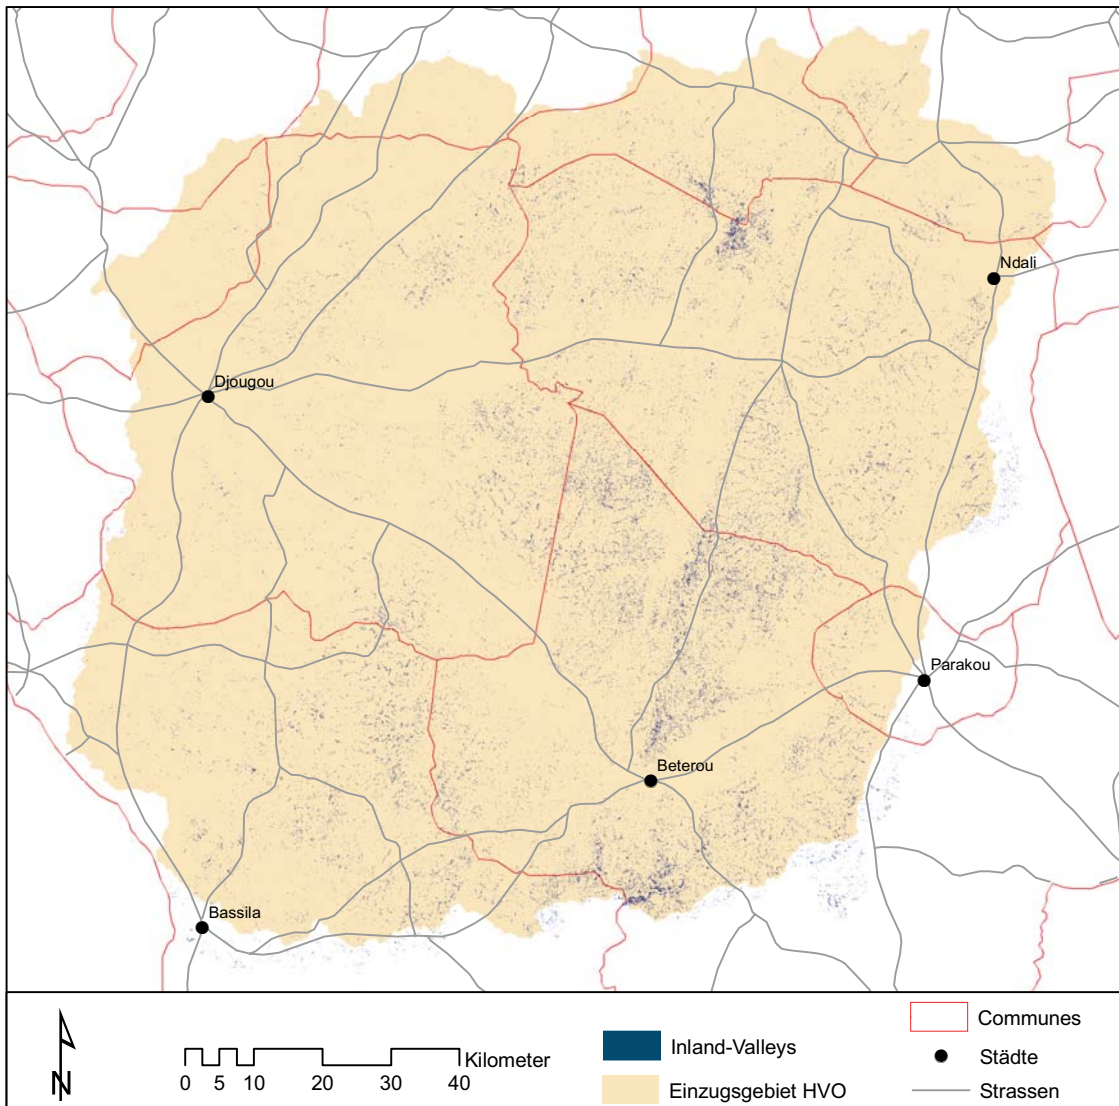 Ndali
Djougou
Parakou
Beterou
Bassila
N
Kilometer
0 5 10 20 30 40
Inland-Valleys
Einzugsgebiet HVO
Communes
Städte
Strassen